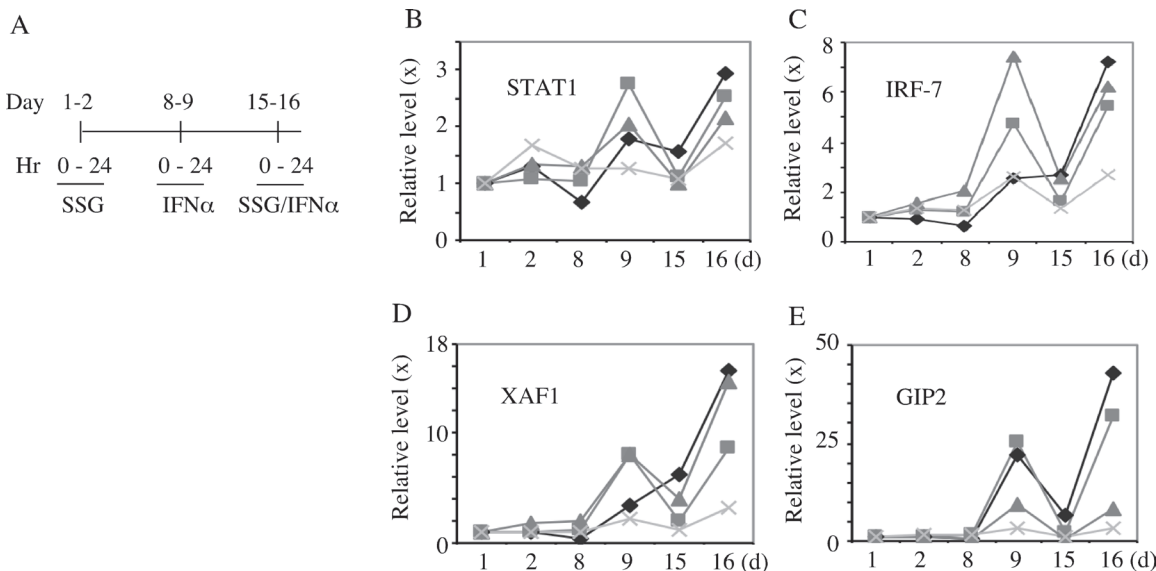 A
Day 1-2 8-9 15-16
Hr 0 - 24 0 - 24 0 - 24
SSG IFNα SSG/IFNα
B
Relative level (x)
STAT1
3
2
1
0
1 2 8 9 15 16 (d)
C
Relative level (x)
IRF-7
8
6
4
2
0
1 2 8 9 15 16 (d)
D
Relative level (x)
XAF1
18
10
0
1 2 8 9 15 16 (d)
E
Relative level (x)
GIP2
50
25
0
1 2 8 9 15 16 (d)